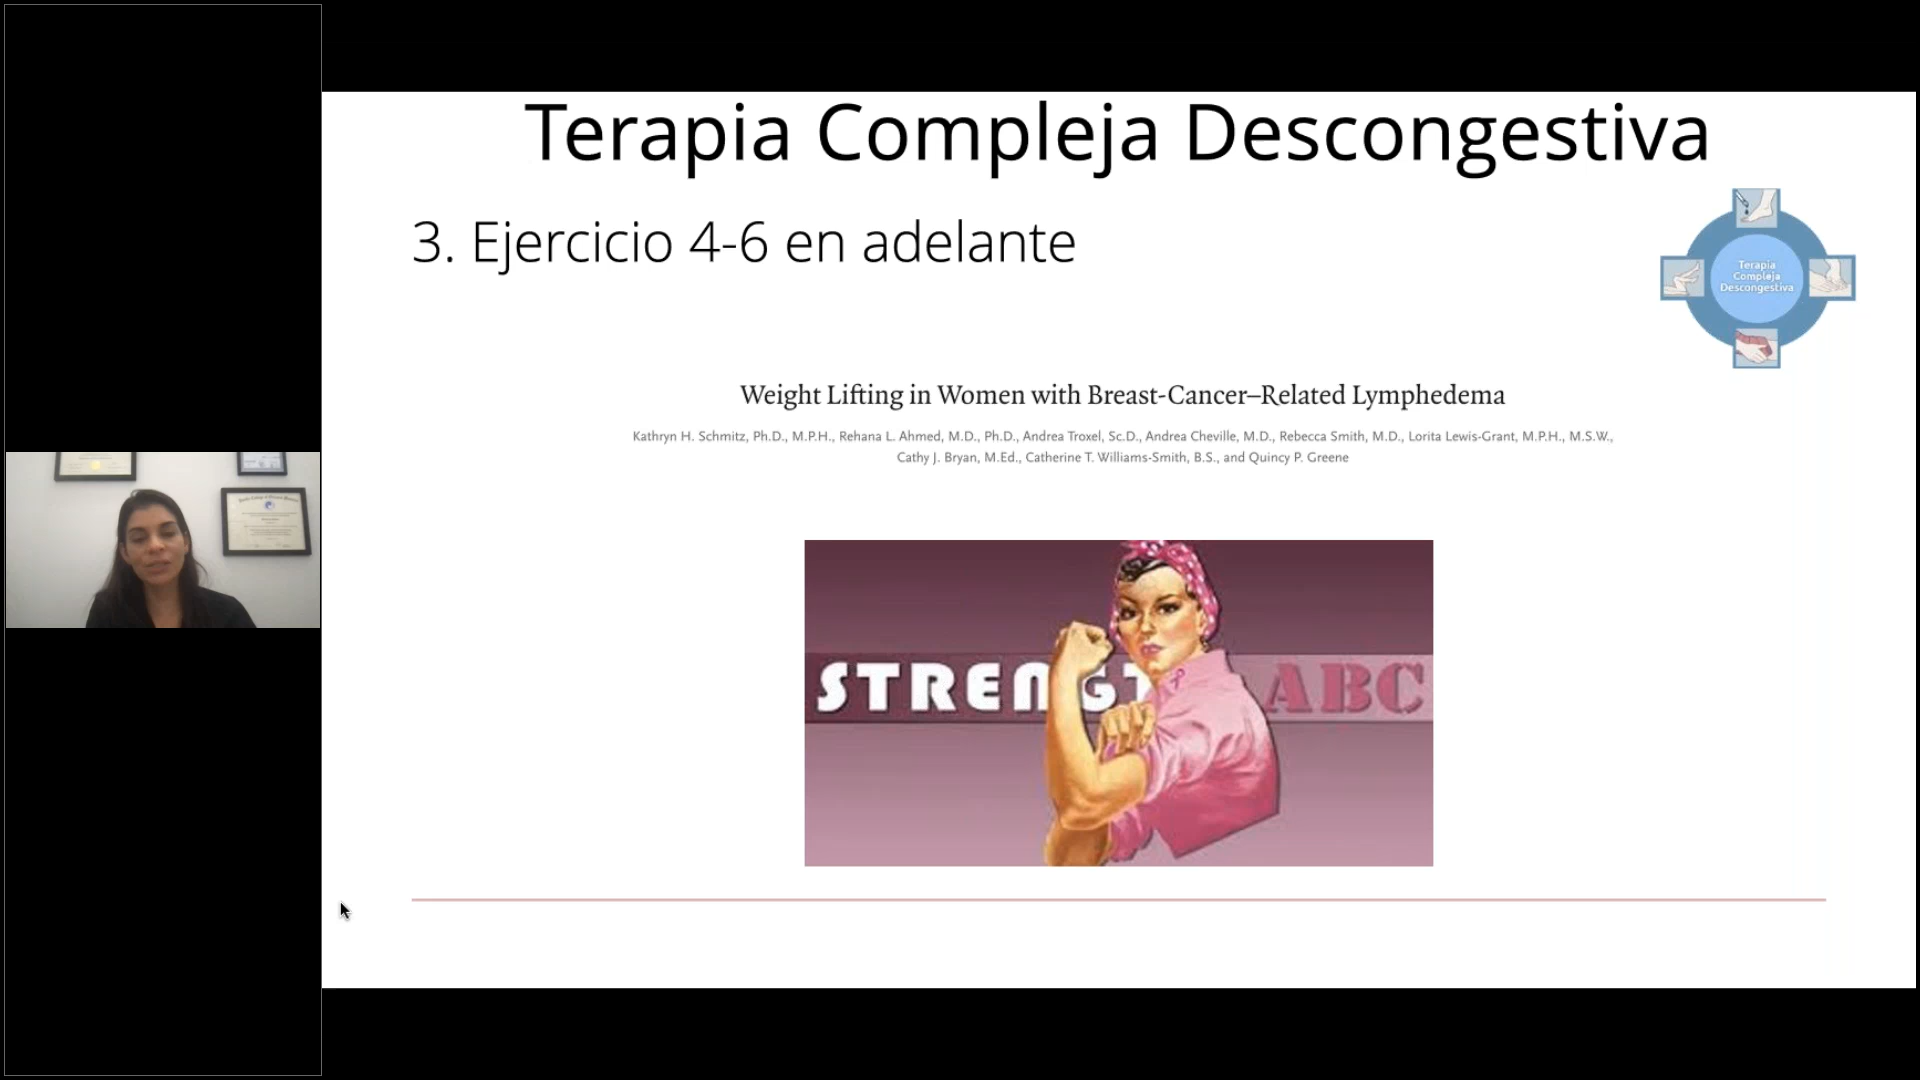 Terapia Compleja Descongestiva
3. Ejercicio 4-6 en adelante
Terapia
Compleja
Descongestiva
Weight Lifting in Women with Breast-Cancer–Related Lymphedema
Kathryn H. Schmitz, Ph.D., M.P.H., Rehana L. Ahmed, M.D., Ph.D., Andrea Troxel, Sc.D., Andrea Cheville, M.D., Rebecca Smith, M.D., Lorita Lewis-Grant, M.P.H., M.S.W.,
Cathy J. Bryan, M.Ed., Catherine T. Williams-Smith, B.S., and Quincy P. Greene
STRENGT ABC